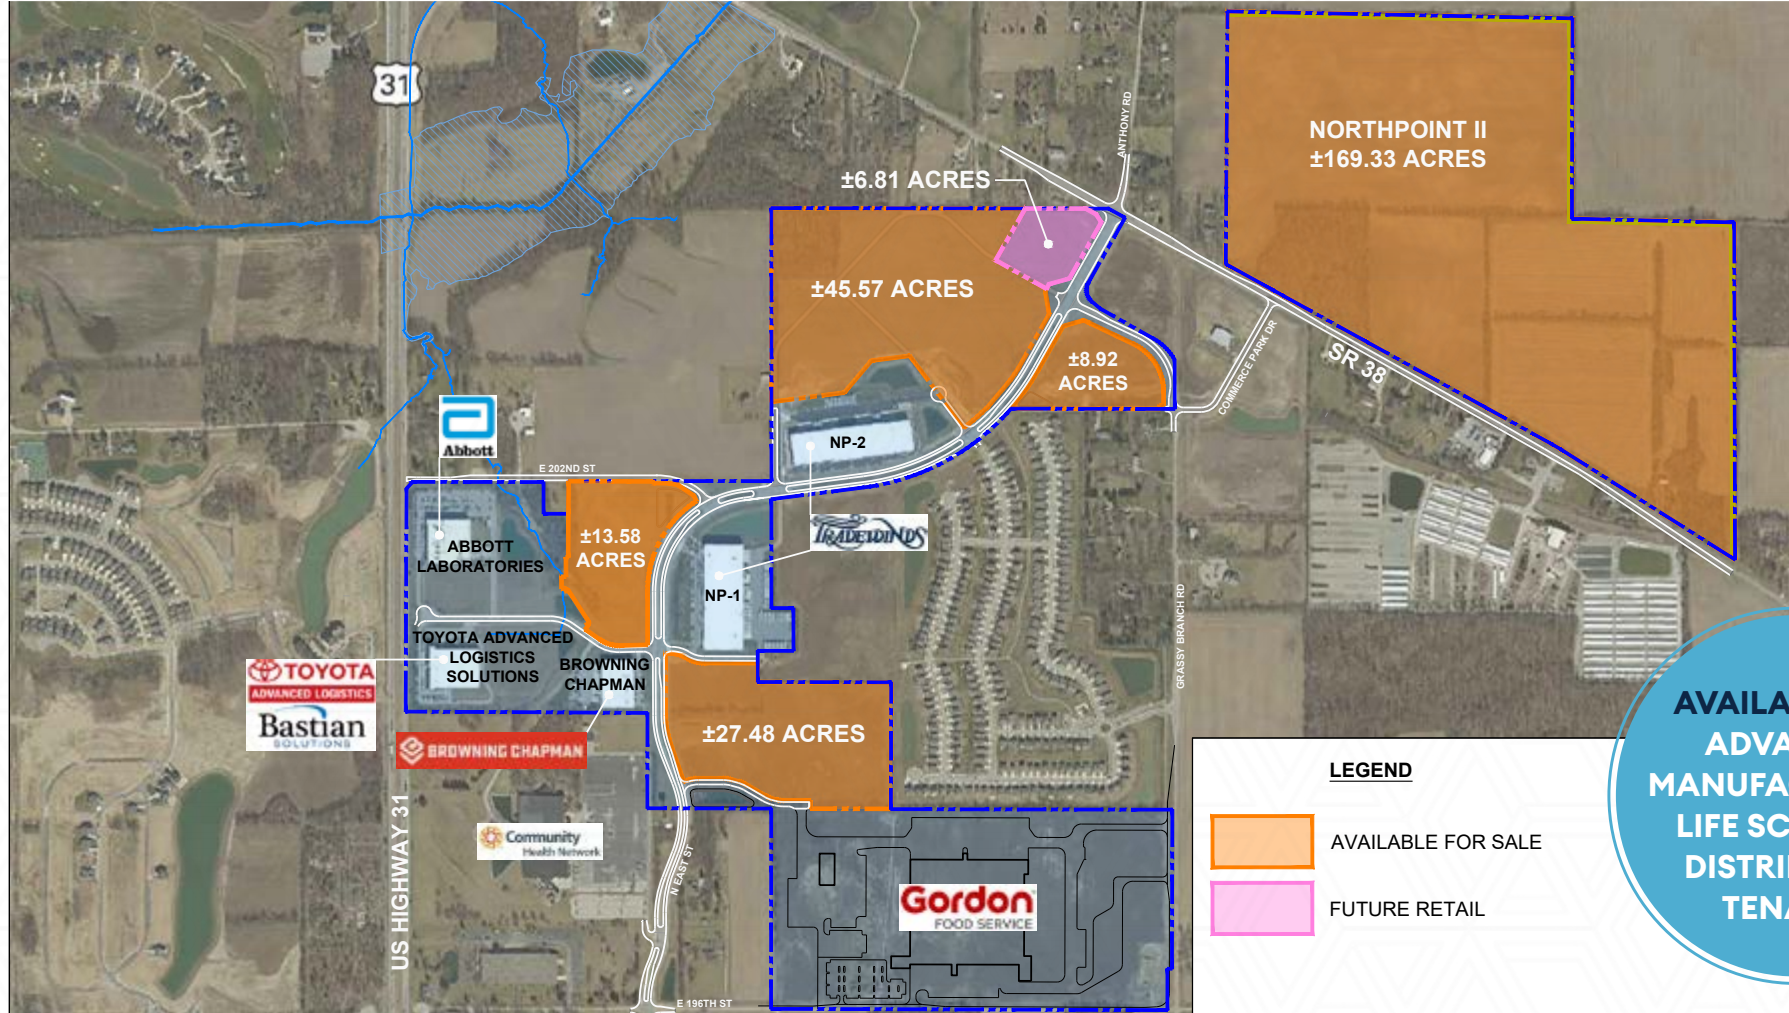 31
ANTHONY RD
NORTHPOINT II
±169.33 ACRES
±6.81 ACRES
±45.57 ACRES
±8.92
ACRES
COMMERCE PARK DR
SR 38
Abbott
NP-2
E 202ND ST
TRADEWINDS
±13.58
ACRES
ABBOTT
LABORATORIES
NP-1
GRASSY BRANCH RD
TOYOTA ADVANCED
LOGISTICS
SOLUTIONS
BROWNING
CHAPMAN
TOYOTA
ADVANCED LOGISTICS
Bastian
SOLUTIONS
BROWNING CHAPMAN
±27.48 ACRES
US HIGHWAY 31
Community
Health Network
N EAST ST
Gordon
FOOD SERVICE
E 196TH ST
LEGEND
AVAILABLE FOR SALE
FUTURE RETAIL
AVAILA
ADVA
MANUFA
LIFE SC
DISTRI
TENA